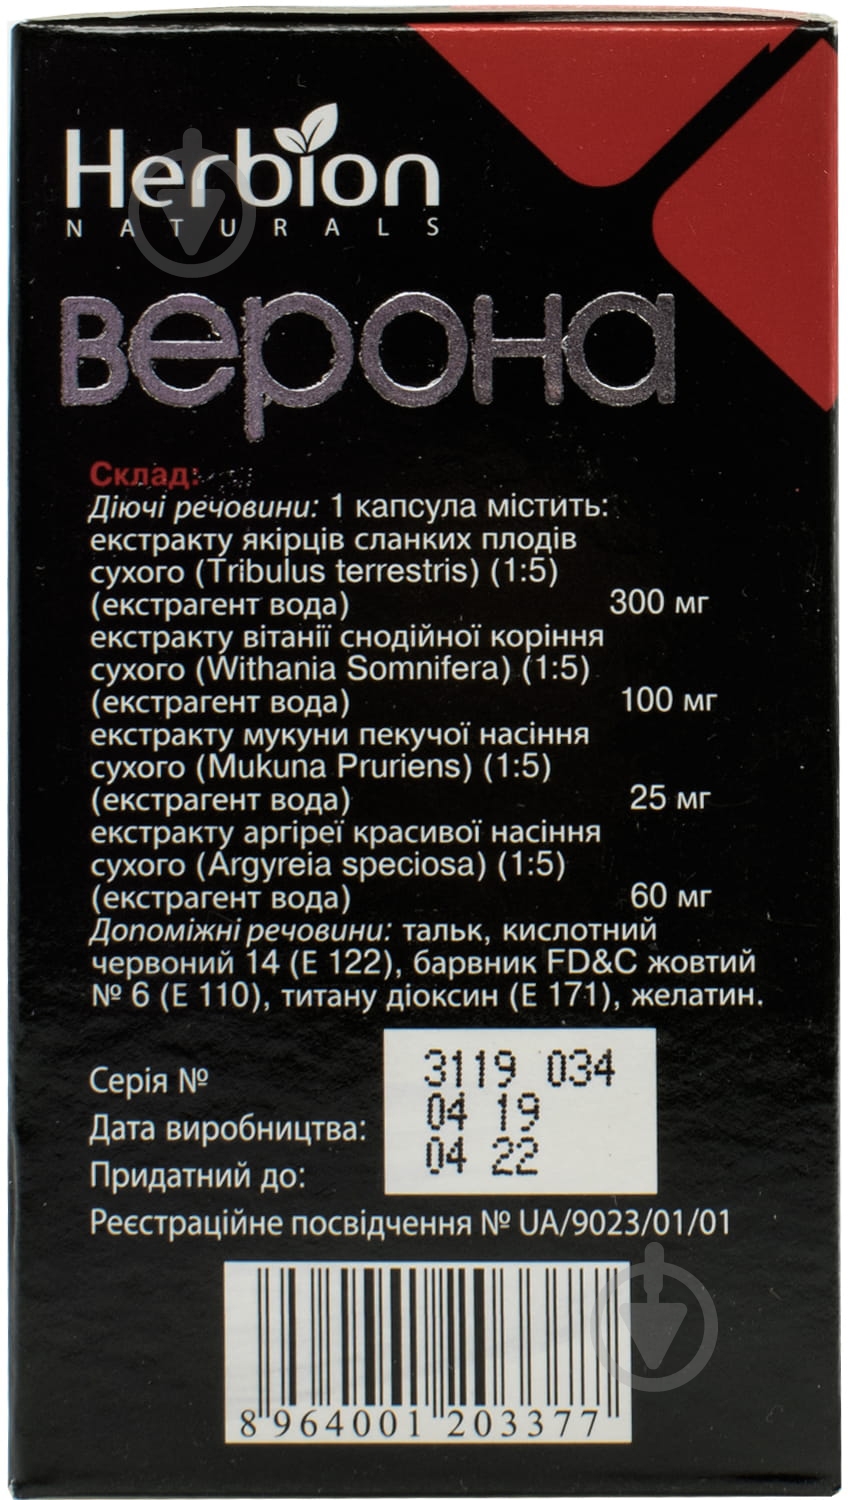 Herbion
NATURALS
верона
Склад:
Діючі речовини: 1 капсула містить:
екстракту якірців сланких плодів
сухого (Tribulus terrestris) (1:5)
(екстрагент вода) 300 мг
екстракту вітанії снодійної коріння
сухого (Withania Somnifera) (1:5)
(екстрагент вода) 100 мг
екстракту мукуни пекучої насіння
сухого (Mukuna Pruriens) (1:5)
(екстрагент вода) 25 мг
екстракту аргіреї красивої насіння
сухого (Argyreia speciosa) (1:5)
(екстрагент вода) 60 мг
Допоміжні речовини: тальк, кислотний
червоний 14 (Е 122), барвник FD&C жовтий
№ 6 (Е 110), титану діоксин (Е 171), желатин.
Серія № 3119 034
Дата виробництва: 04 19
Придатний до: 04 22
Реєстраційне посвідчення № UA/9023/01/01
8 964001 203377